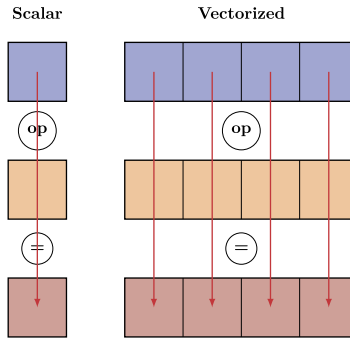 Scalar Vectorized
op op
= =